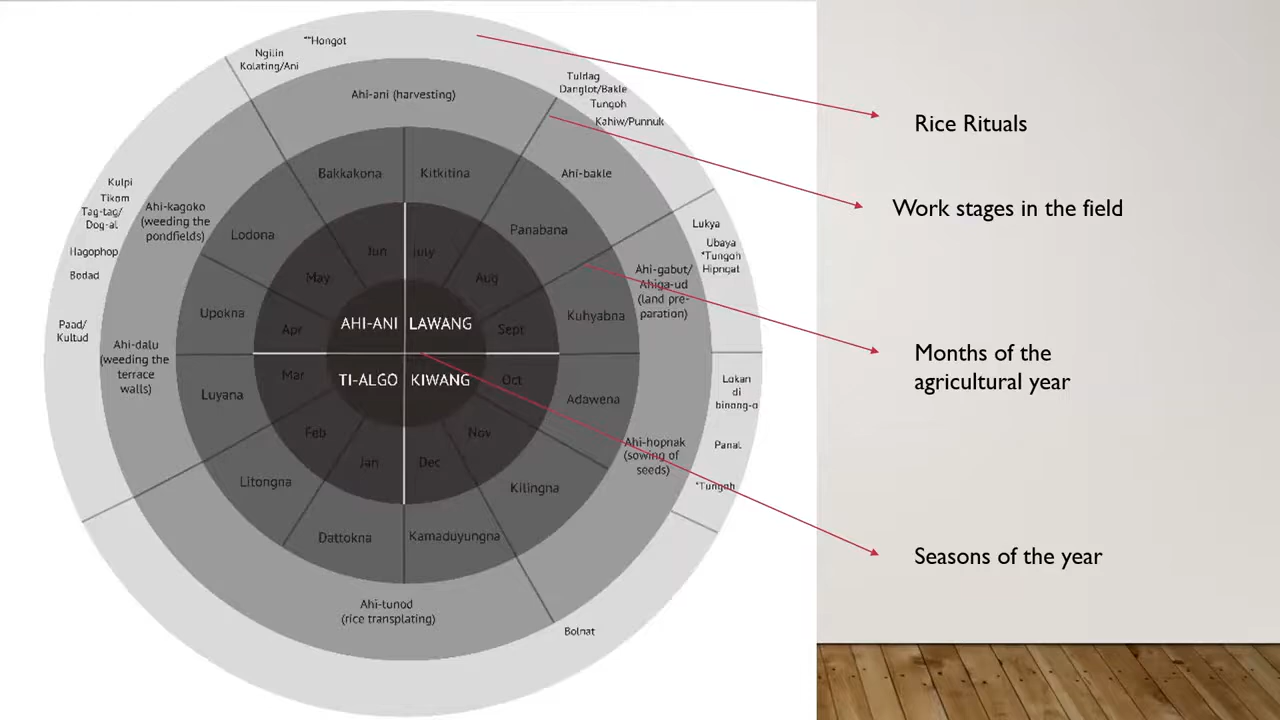 **Hongot
Ngilin
Kolating/Ani
Tuldag
Danglot/Bakle
Tungoh
Kahiw/Punnuk
Lukya
Ubaya
*Tungoh
Hipngat
Lokan
di
binong-o
Panal
*Tungoh
Bolnat
Paad/
Kultud
Bodad
Hagophop
Tag-tag/
Dog-al
Tikom
Kulpi
Ahi-ani (harvesting)
Ahi-bakle
Ahi-gabut/
Ahiga-ud
(land pre-
paration)
Ahi-hopnak
(sowing of
seeds)
Ahi-tunod
(rice transplating)
Ahi-dalu
(weeding the
terrace
walls)
Ahi-kagoko
(weeding the
pondfields)
Bakkakona
Kitkitina
Panabana
Kuhyabna
Adawena
Kilingna
Kamaduyungna
Dattokna
Litongna
Luyana
Upokna
Lodona
Jun
July
Aug
Sept
Oct
Nov
Dec
Jan
Feb
Mar
Apr
May
AHI-ANI
LAWANG
TI-ALGO
KIWANG
Rice Rituals
Work stages in the field
Months of the
agricultural year
Seasons of the year